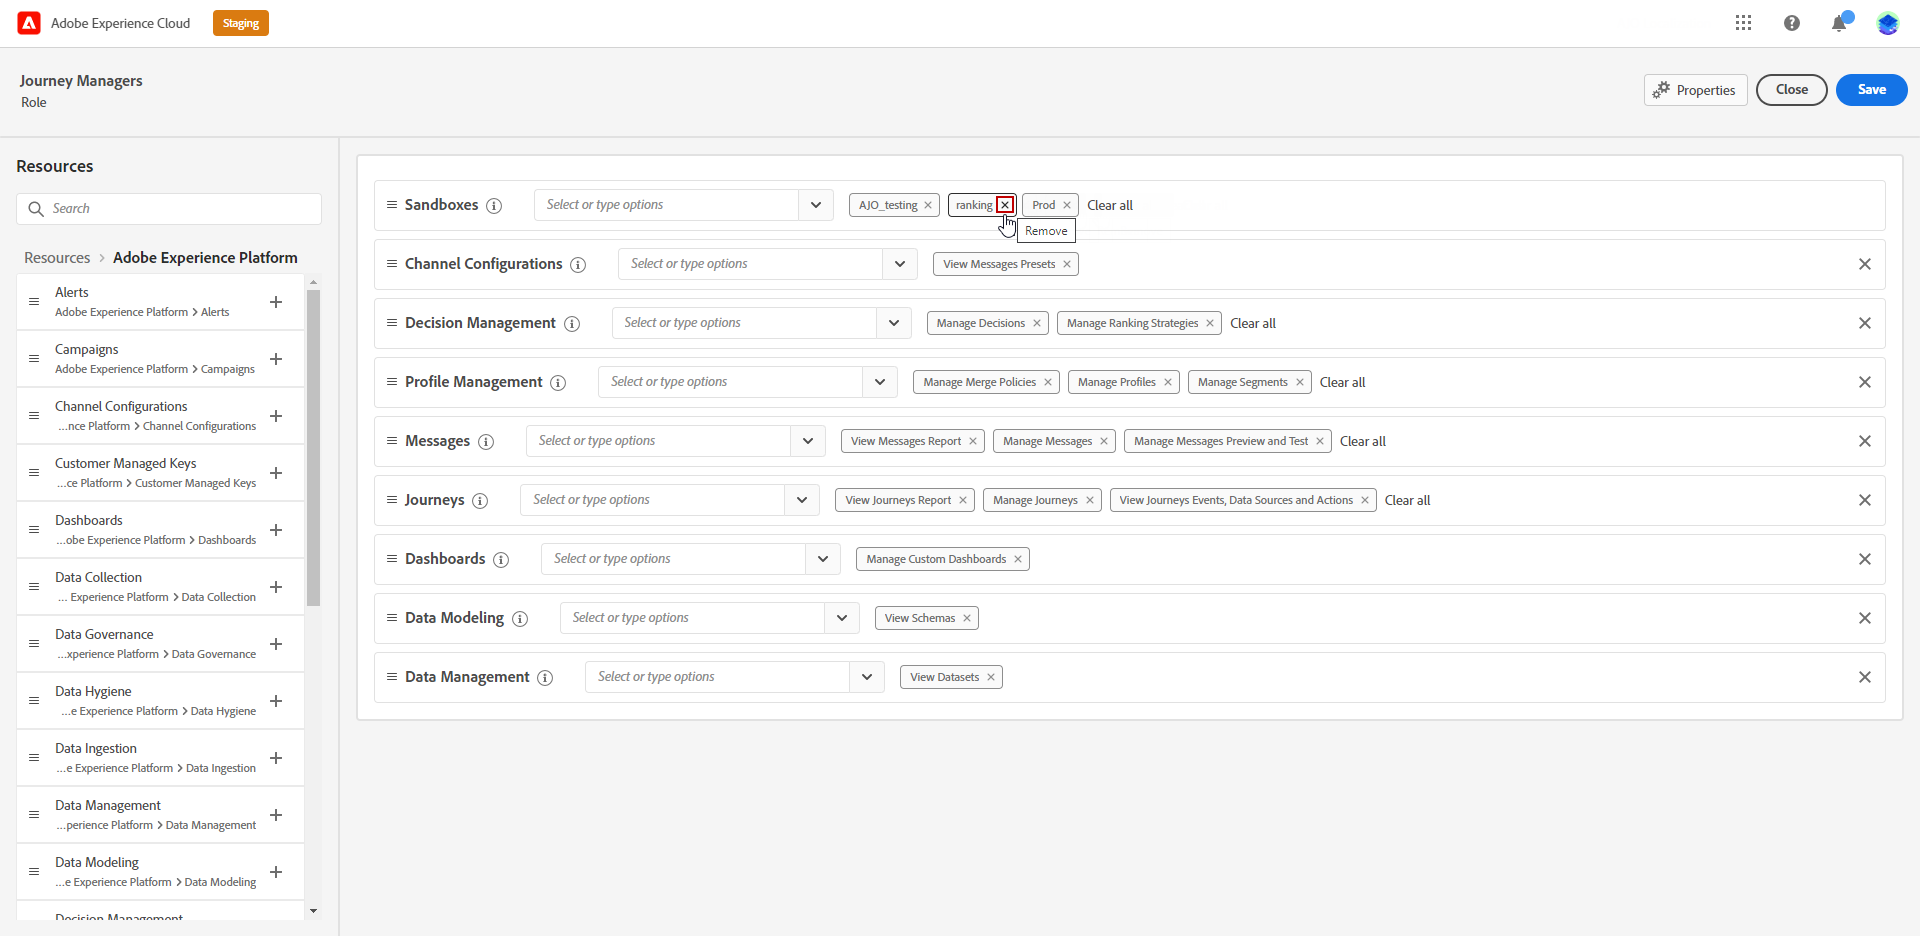 Adobe Experience Cloud
Staging
Journey Managers
Role
Properties
Close
Save
Resources
Search
Resources > Adobe Experience Platform
Alerts
Adobe Experience Platform > Alerts
Campaigns
Adobe Experience Platform > Campaigns
Channel Configurations
...nce Platform > Channel Configurations
Customer Managed Keys
...ce Platform > Customer Managed Keys
Dashboards
...obe Experience Platform > Dashboards
Data Collection
... Experience Platform > Data Collection
Data Governance
...xperience Platform > Data Governance
Data Hygiene
...e Experience Platform > Data Hygiene
Data Ingestion
...e Experience Platform > Data Ingestion
Data Management
...perience Platform > Data Management
Data Modeling
...e Experience Platform > Data Modeling
Decision Management
Sandboxes Select or type options AJO_testing ranking Prod Clear all
Remove
Channel Configurations Select or type options View Messages Presets
Decision Management Select or type options Manage Decisions Manage Ranking Strategies Clear all
Profile Management Select or type options Manage Merge Policies Manage Profiles Manage Segments Clear all
Messages Select or type options View Messages Report Manage Messages Manage Messages Preview and Test Clear all
Journeys Select or type options View Journeys Report Manage Journeys View Journeys Events, Data Sources and Actions Clear all
Dashboards Select or type options Manage Custom Dashboards
Data Modeling Select or type options View Schemas
Data Management Select or type options View Datasets